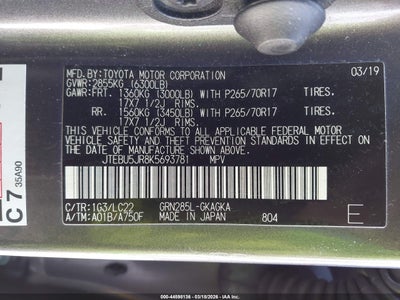 MFD.BY:TOYOTA MOTOR CORPORATION 03/19
GVWR:2855KG (6300LB)
GAWR:FRT. 1360KG (3000LB) WITH P265/70R17 TIRES.
17X7 1/2J RIMS.
RR. 1560KG (3450LB) WITH P265/70R17 TIRES.
17X7 1/2J RIMS.
THIS VEHICLE CONFORMS TO ALL APPLICABLE FEDERAL MOTOR
VEHICLE SAFETY AND THEFT PREVENTION STANDARDS IN EFFECT
ON THE DATE OF MANUFACTURE SHOWN ABOVE.
JTEBU5JR8K5693781 MPV
C/TR:1G3/LC22 GRN285L-GKAGKA
A/TM:A01B/A750F MADE IN JAPAN 804
E
C 7 35A90
000-44598136 - 03/18/2026 - IAAI.COM